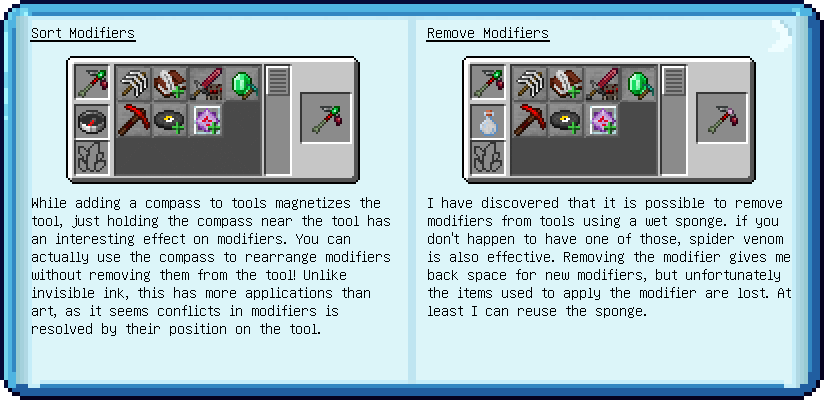 Sort Modifiers
While adding a compass to tools magnetizes the
tool, just holding the compass near the tool has
an interesting effect on modifiers. You can
actually use the compass to rearrange modifiers
without removing them from the tool! Unlike
invisible ink, this has more applications than
art, as it seems conflicts in modifiers is
resolved by their position on the tool.
Remove Modifiers
I have discovered that it is possible to remove
modifiers from tools using a wet sponge. if you
don't happen to have one of those, spider venom
is also effective. Removing the modifier gives me
back space for new modifiers, but unfortunately
the items used to apply the modifier are lost. At
least I can reuse the sponge.